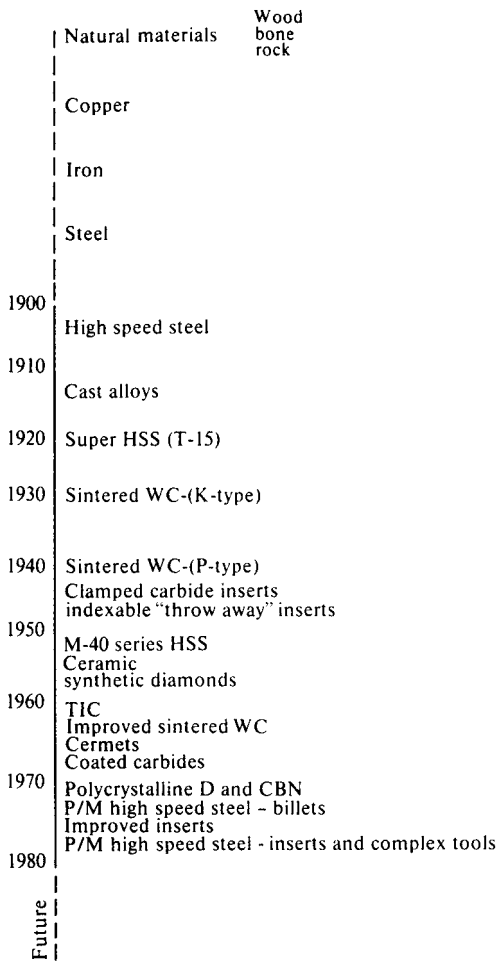 Natural materials Wood
bone
rock
Copper
Iron
Steel
1900
High speed steel
1910
Cast alloys
1920 Super HSS (T-15)
1930 Sintered WC-(K-type)
1940 Sintered WC-(P-type)
Clamped carbide inserts
indexable "throw away" inserts
1950
M-40 series HSS
Ceramic
synthetic diamonds
1960
TIC
Improved sintered WC
Cermets
Coated carbides
1970
Polycrystalline D and CBN
P/M high speed steel – billets
Improved inserts
P/M high speed steel - inserts and complex tools
1980
Future